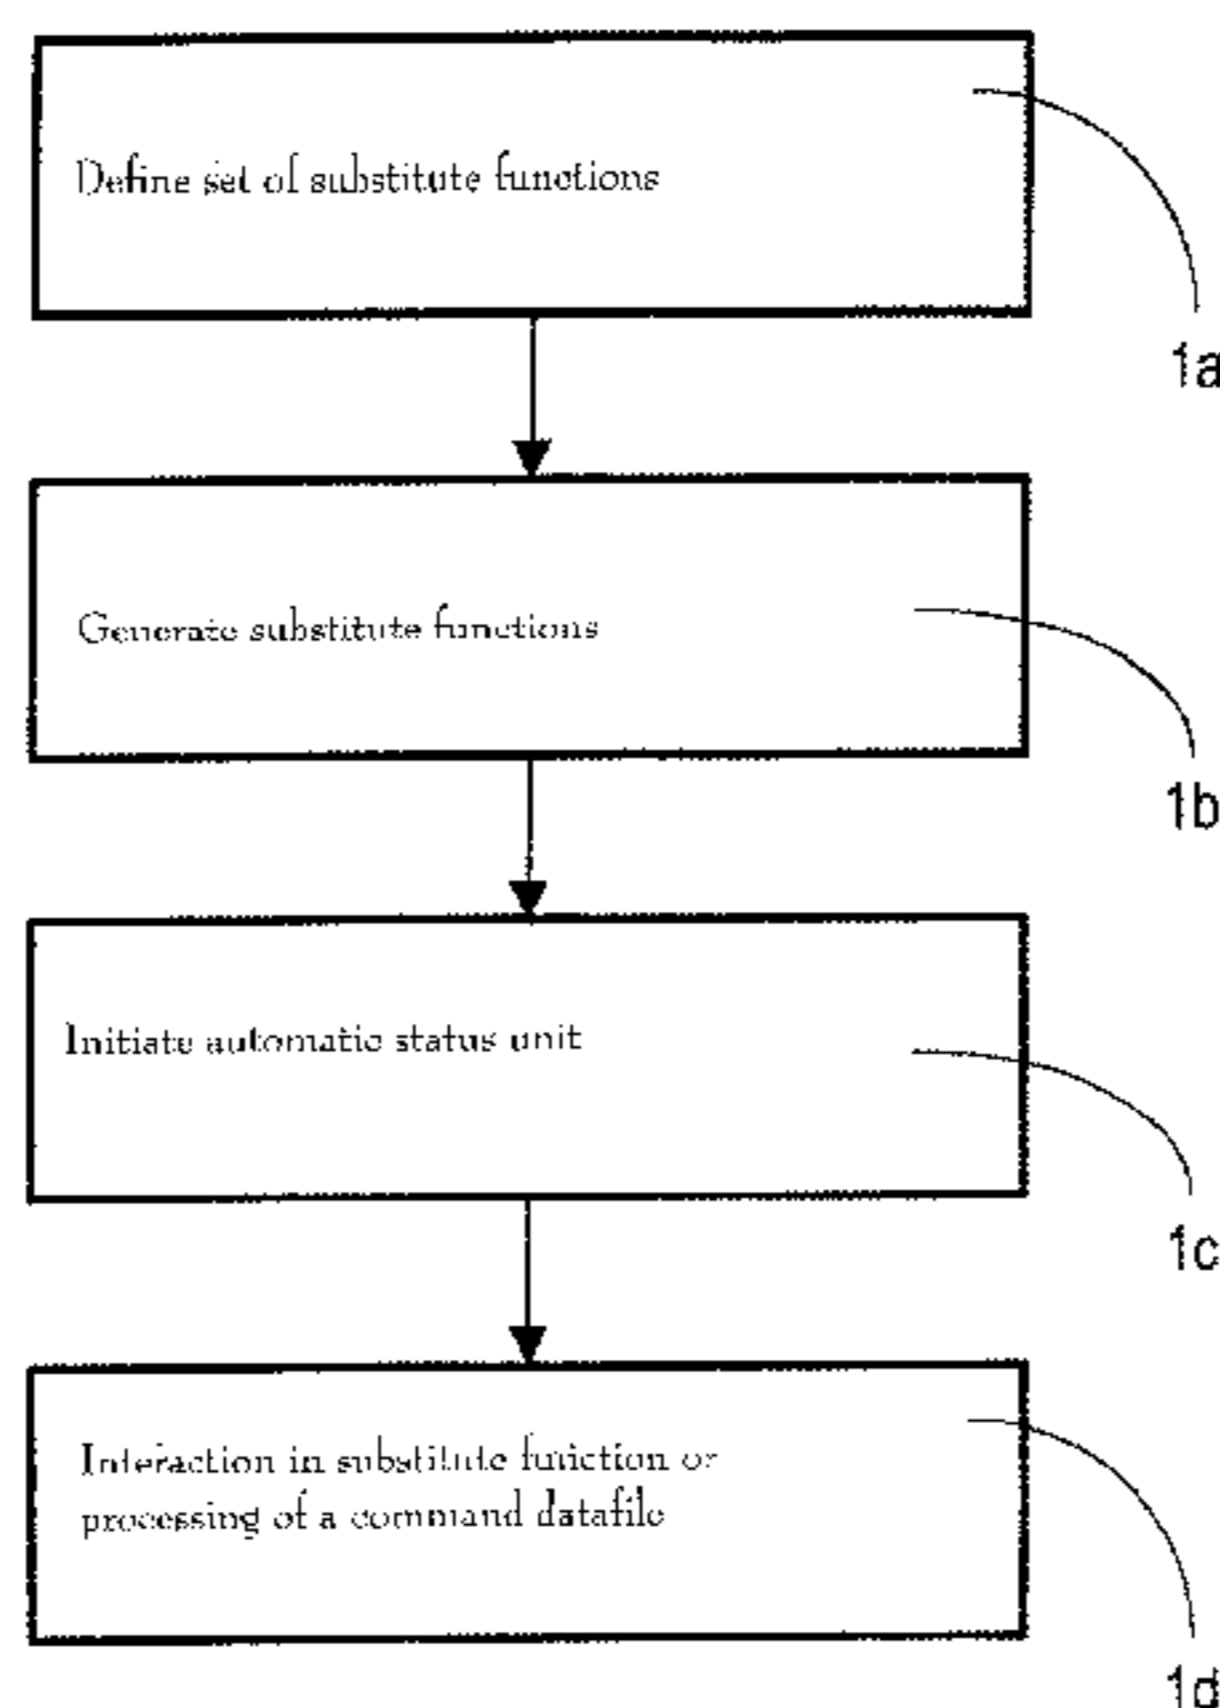 Define set of substitute functions
1a
Generate substitute functions
1b
Initiate automatic status unit
1c
Interaction in substitute function or
processing of a command datafile
1d